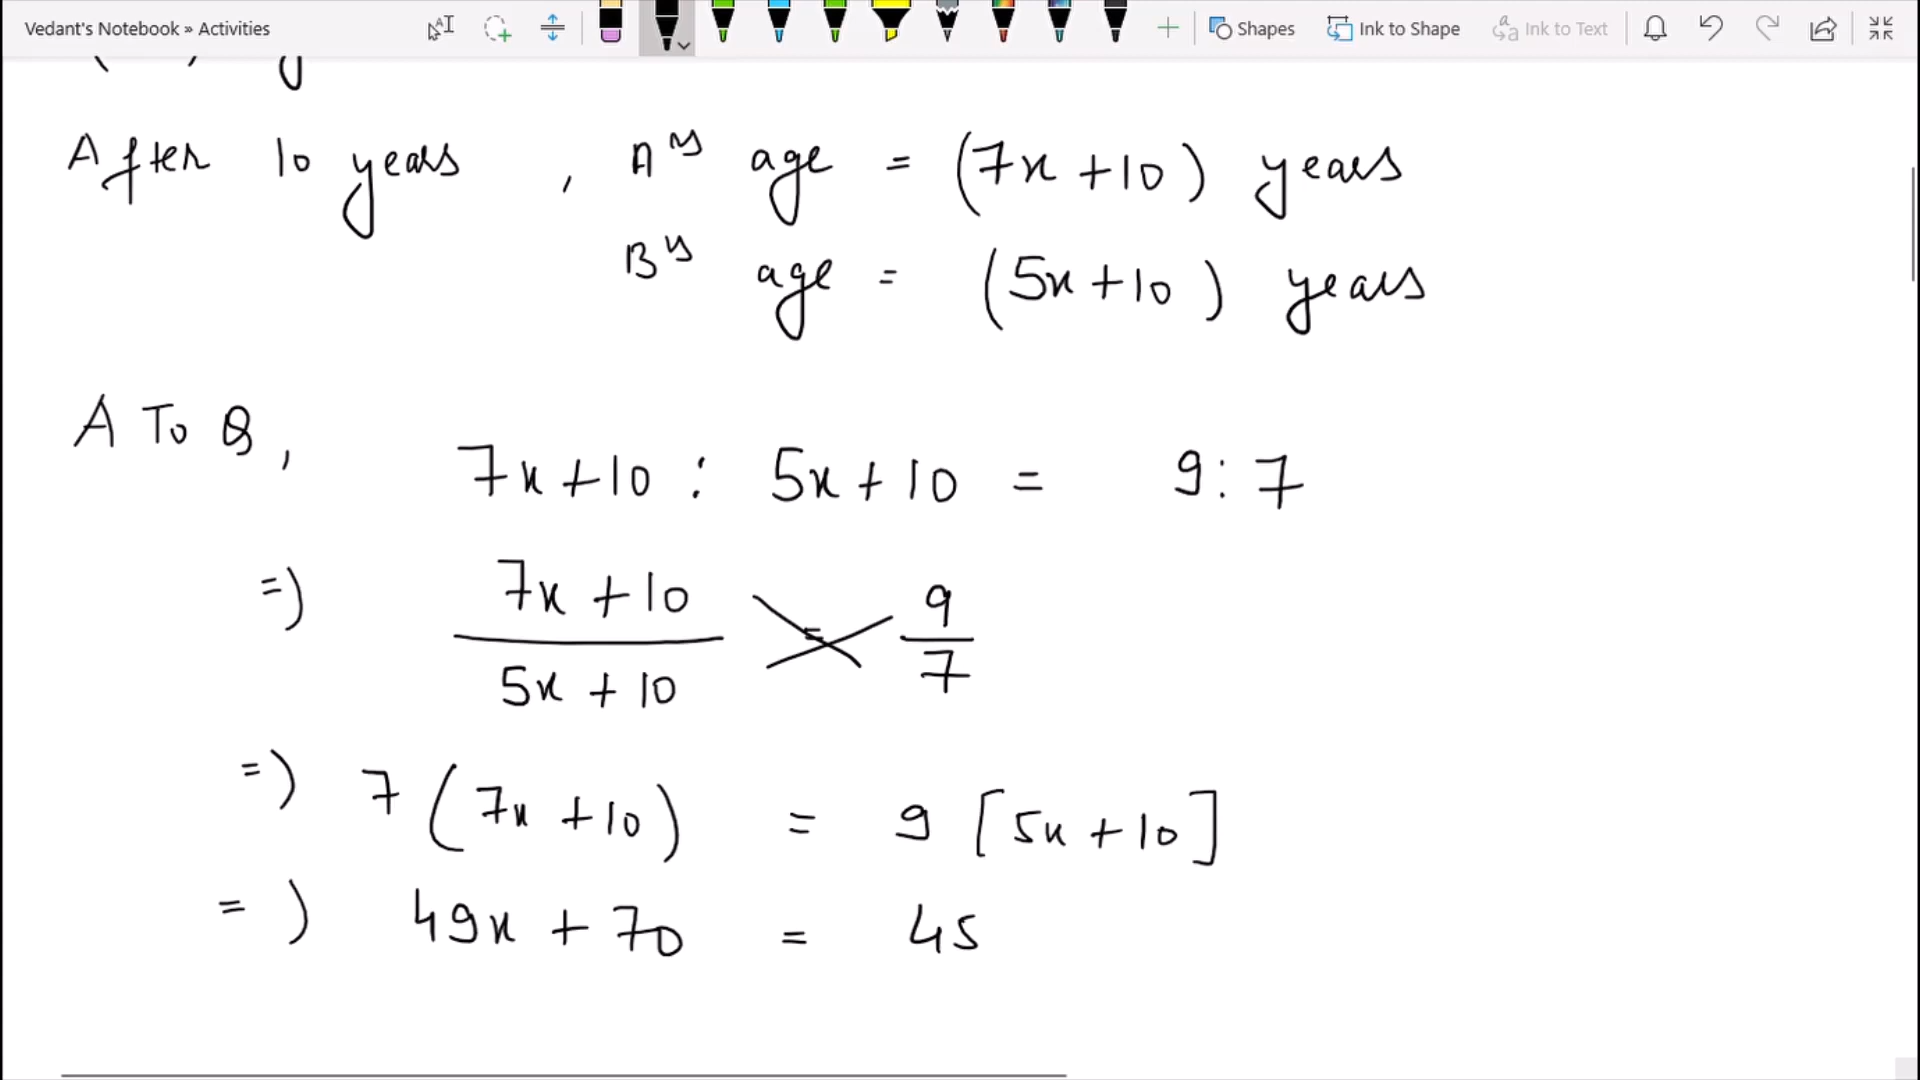 Vedant's Notebook » Activities
Shapes
Ink to Shape
Ink to Text
After 10 years , A's age = (7x +10) years
B's age = (5x +10) years
A To Q,
7x +10 : 5x + 10 = 9:7
=)
7x +10 = 9
5x + 10 7
=) 7 (7x +10) = 9 [5x +10]
=) 49x + 70 = 45